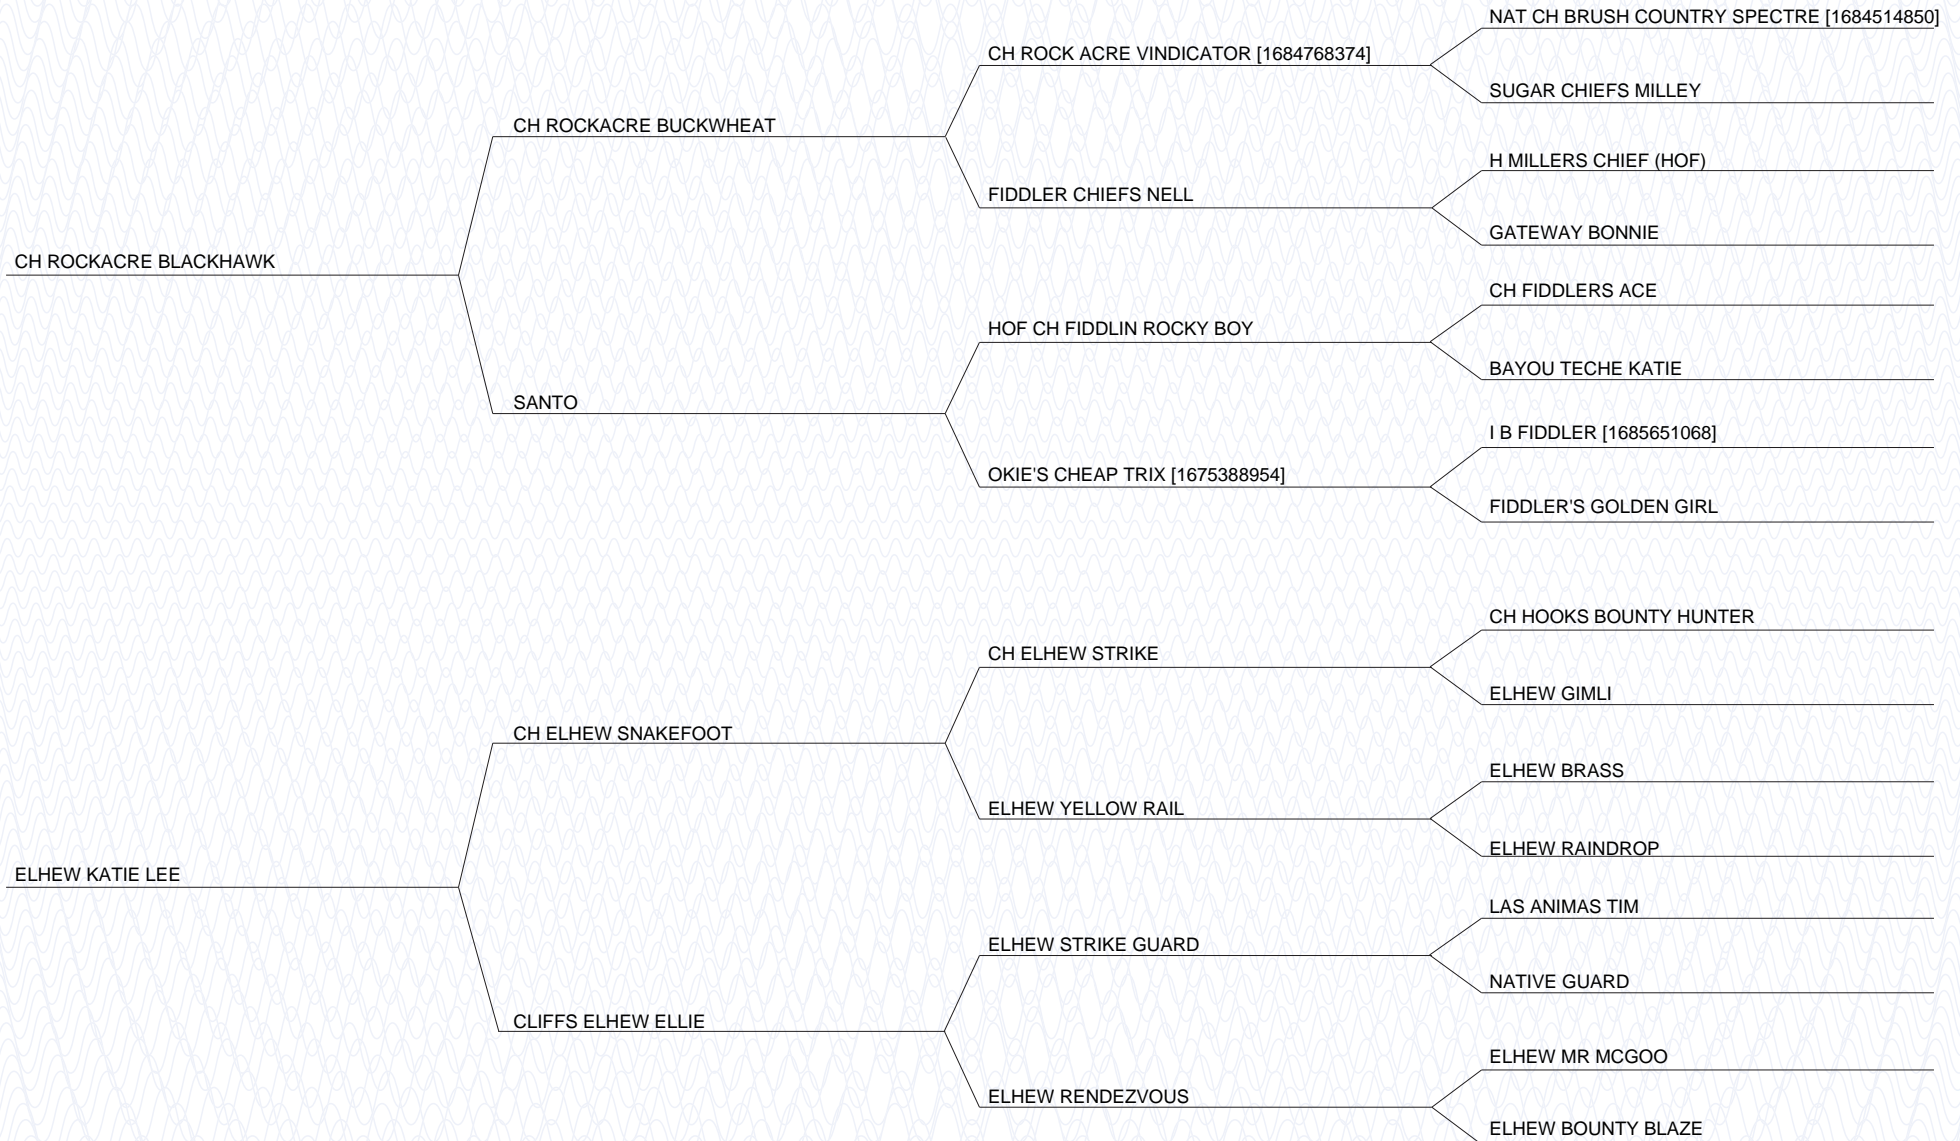 NAT CH BRUSH COUNTRY SPECTRE [1684514850]
CH ROCK ACRE VINDICATOR [1684768374]
SUGAR CHIEFS MILLEY
CH ROCKACRE BUCKWHEAT
H MILLERS CHIEF (HOF)
FIDDLER CHIEFS NELL
GATEWAY BONNIE
CH ROCKACRE BLACKHAWK
CH FIDDLERS ACE
HOF CH FIDDLIN ROCKY BOY
BAYOU TECHE KATIE
SANTO
I B FIDDLER [1685651068]
OKIE'S CHEAP TRIX [1675388954]
FIDDLER'S GOLDEN GIRL
CH HOOKS BOUNTY HUNTER
CH ELHEW STRIKE
ELHEW GIMLI
CH ELHEW SNAKEFOOT
ELHEW BRASS
ELHEW YELLOW RAIL
ELHEW RAINDROP
ELHEW KATIE LEE
LAS ANIMAS TIM
ELHEW STRIKE GUARD
NATIVE GUARD
CLIFFS ELHEW ELLIE
ELHEW MR MCGOO
ELHEW RENDEZVOUS
ELHEW BOUNTY BLAZE